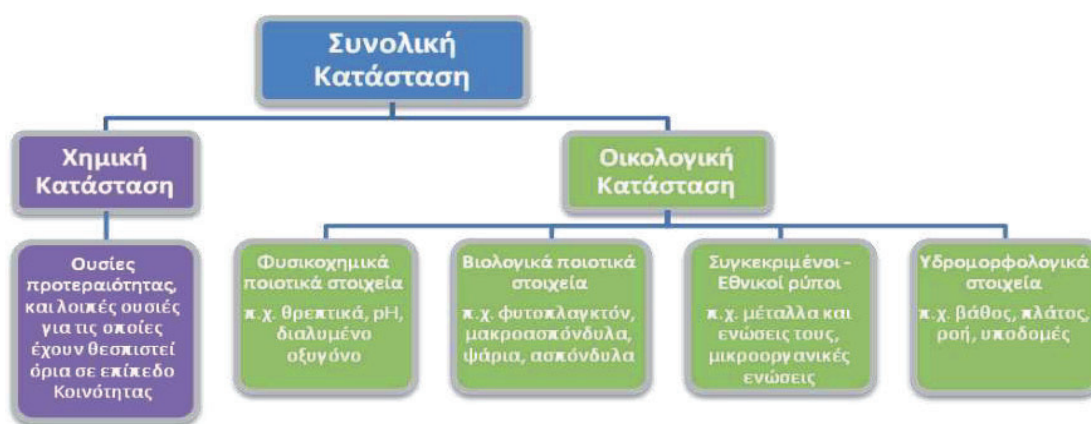 Συνολική
Κατάσταση
Χημική
Κατάσταση
Οικολογική
Κατάσταση
Ουσίες
προτεραιότητας,
και λοιπές ουσιές
για τις οποίες
έχουν θεσπιστεί
όρια σε επίπεδο
Κοινότητας
Φυσικοχημικά
ποιοτικά στοιχεία
π.χ. θρεπτικά, pH,
διαλυμένο
οξυγόνο
Βιολογικά ποιοτικά
στοιχεία
π.χ. φυτοπλαγκτόν,
μακροασπόνδυλα,
ψάρια, ασπόνδυλα
Συγκεκριμένοι -
Εθνικοί ρύποι
π.χ. μέταλλα και
ενώσεις τους,
μικροοργανικές
ενώσεις
Υδρομορφολογικά
στοιχεία
π.χ. βάθος, πλάτος,
ροή, υποδομές